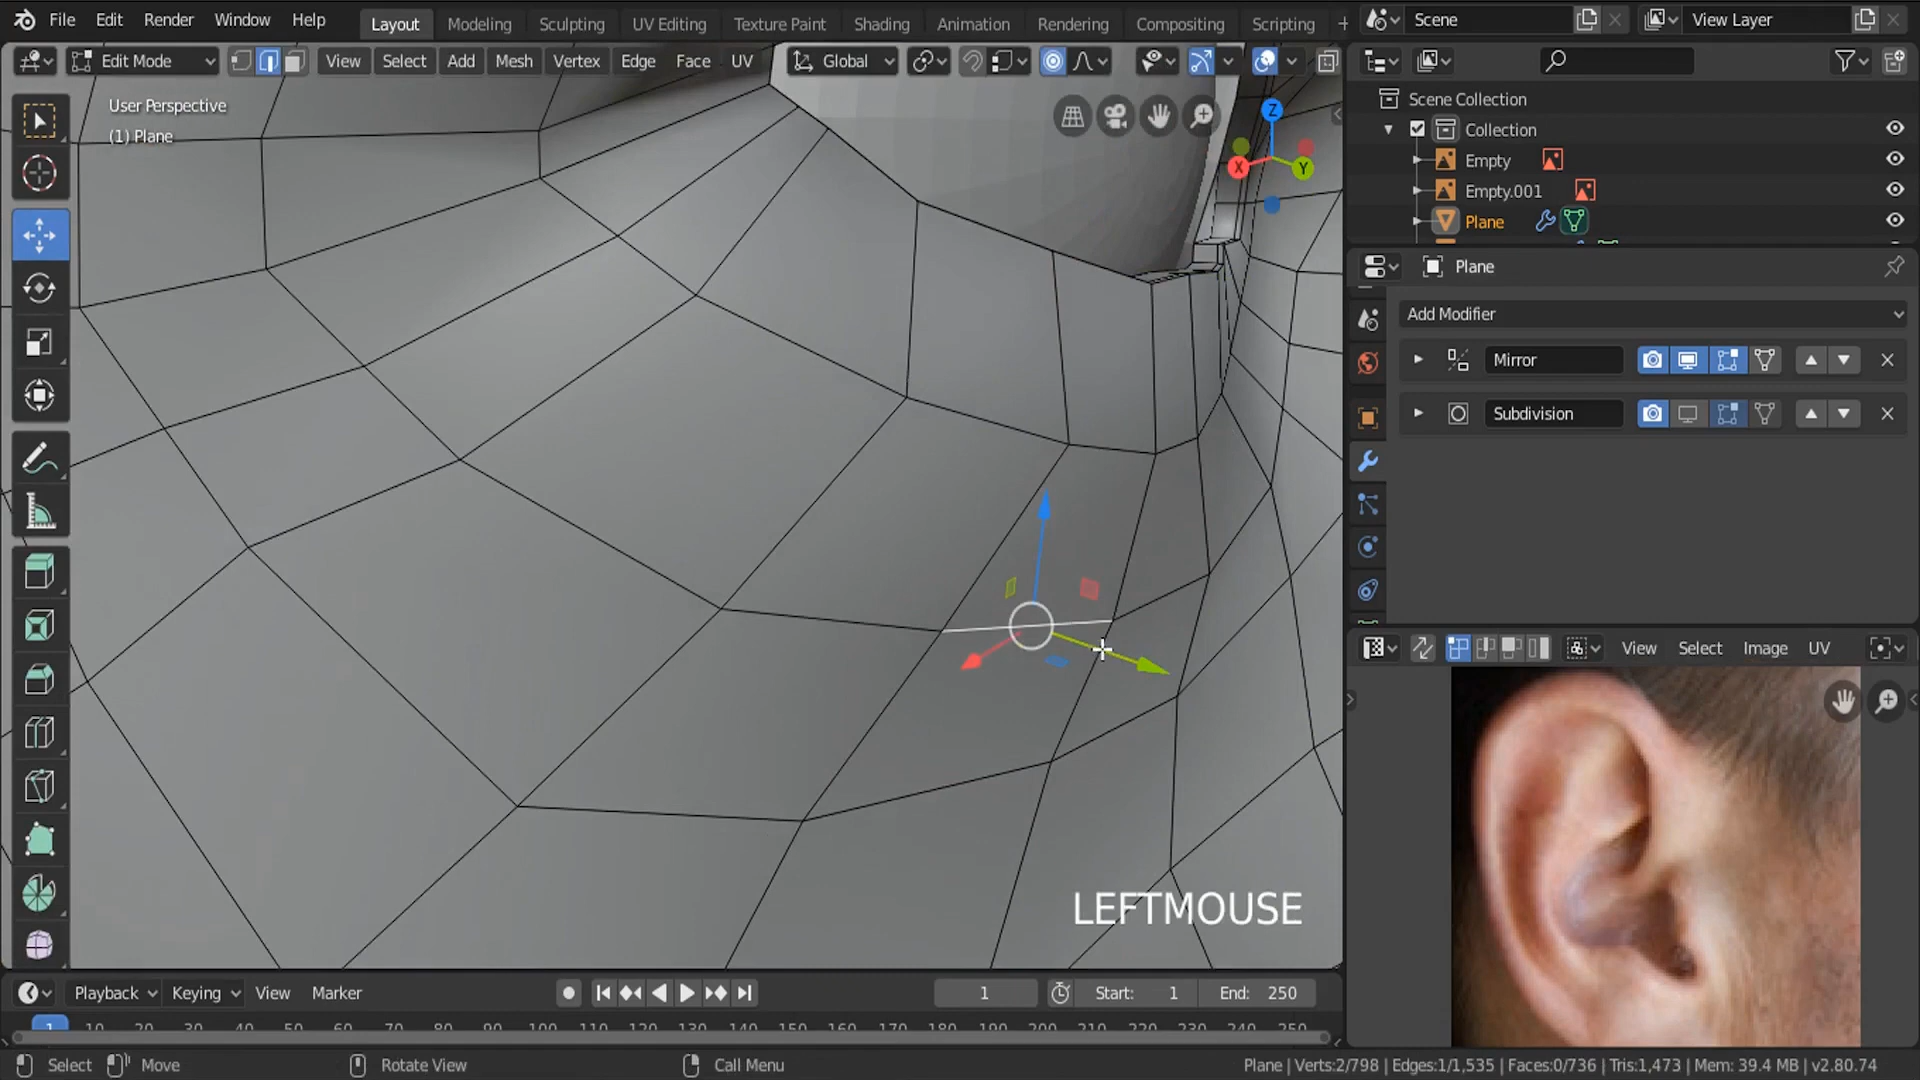 File Edit Render Window Help
Layout Modeling Sculpting UV Editing Texture Paint Shading Animation Rendering Compositing Scripting +
Scene View Layer
Edit Mode View Select Add Mesh Vertex Edge Face UV Global
User Perspective
(1) Plane
Z
X
Y
Scene Collection
Collection
Empty
Empty.001
Plane
Plane
Add Modifier
Mirror
Subdivision
View Select Image UV
LEFTMOUSE
Playback Keying View Marker 1 Start: 1 End: 250
1 10 20 30 40 50 60 70 80 90 100 110 120 130 140 150 160 170 180 190 200 210 220 230 240 250
Select Move Rotate View Call Menu Plane | Verts:2/798 | Edges:1/1,535 | Faces:0/736 | Tris:1,473 | Mem: 39.4 MB | v2.80.74